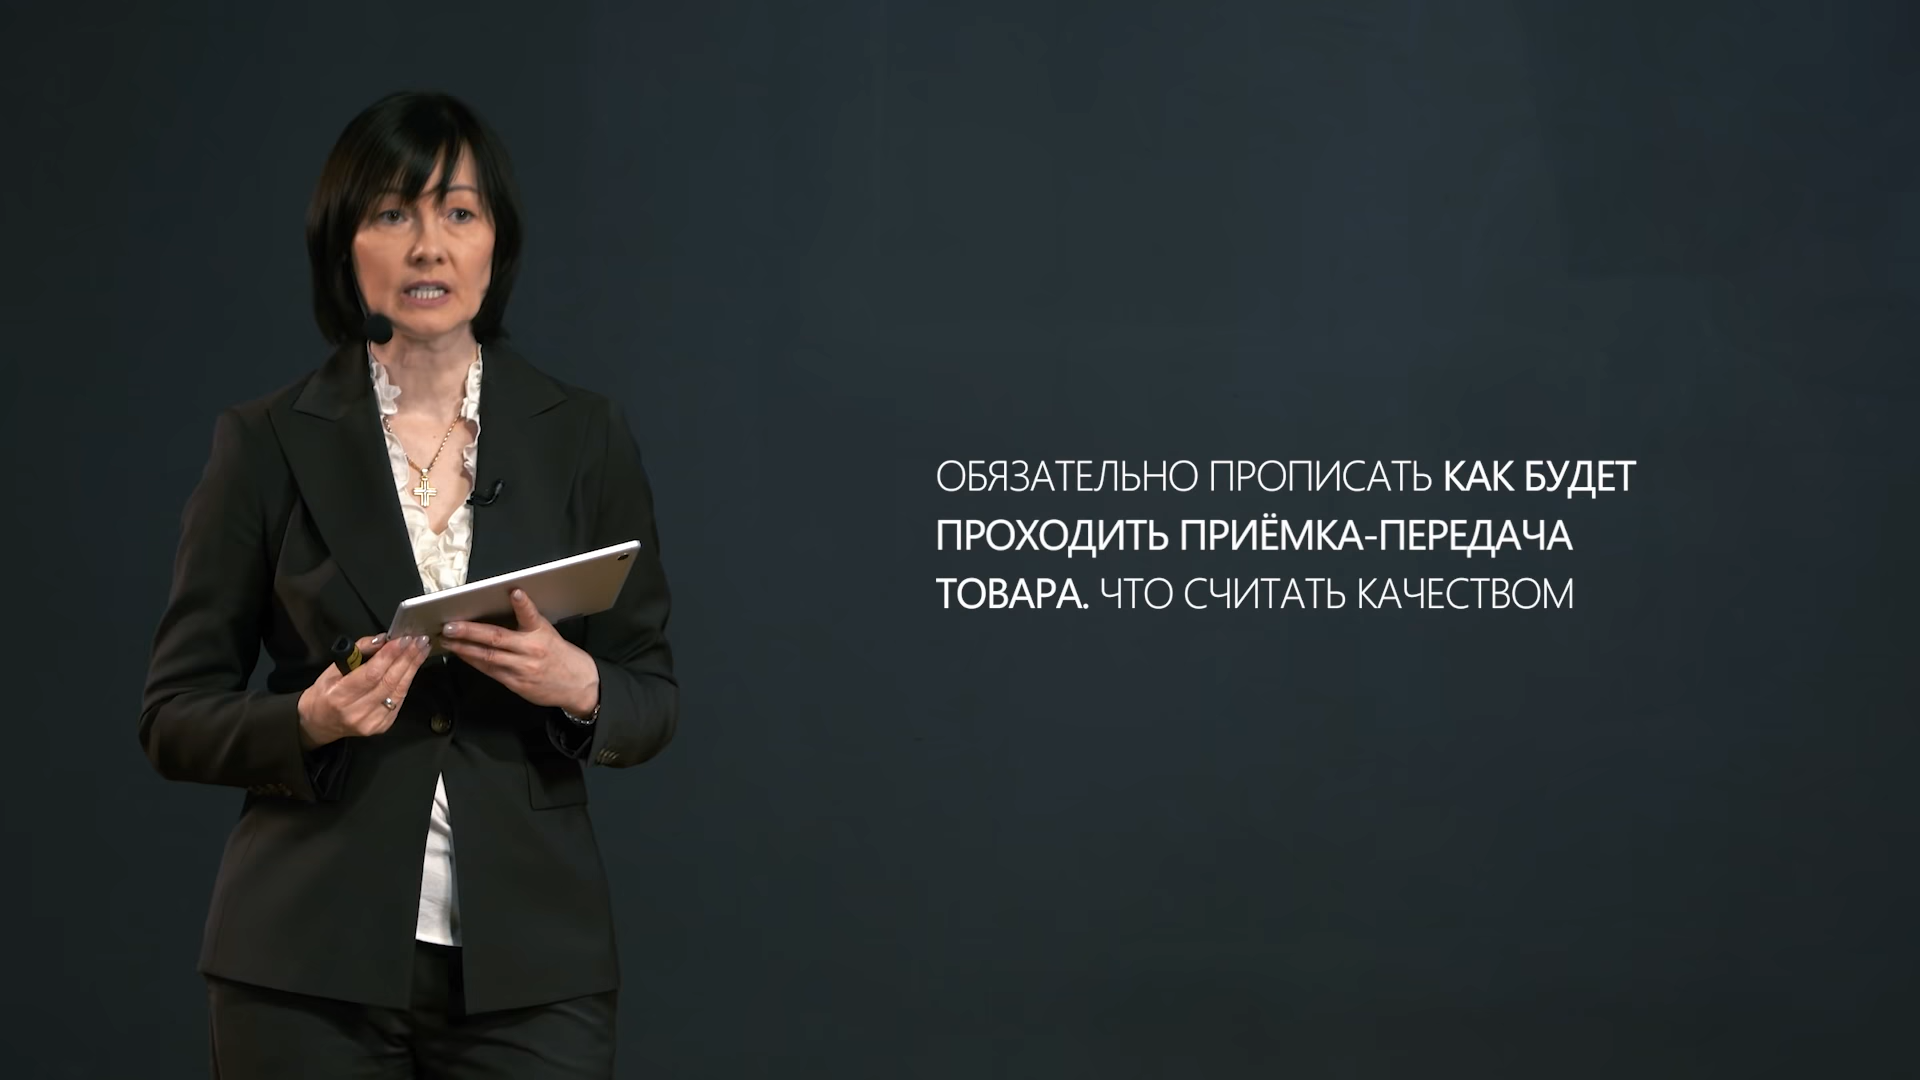 ОБЯЗАТЕЛЬНО ПРОПИСАТЬ КАК БУДЕТ
ПРОХОДИТЬ ПРИЁМКА-ПЕРЕДАЧА
ТОВАРА. ЧТО СЧИТАТЬ КАЧЕСТВОМ